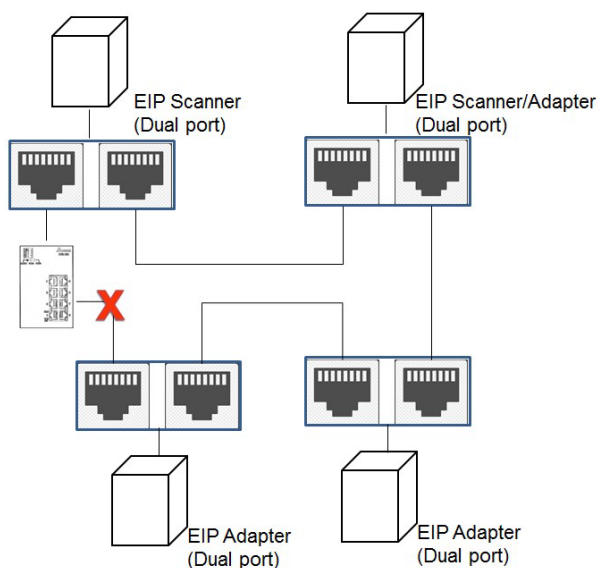 EIP Scanner
(Dual port)
EIP Scanner/Adapter
(Dual port)
X
EIP Adapter
(Dual port)
EIP Adapter
(Dual port)